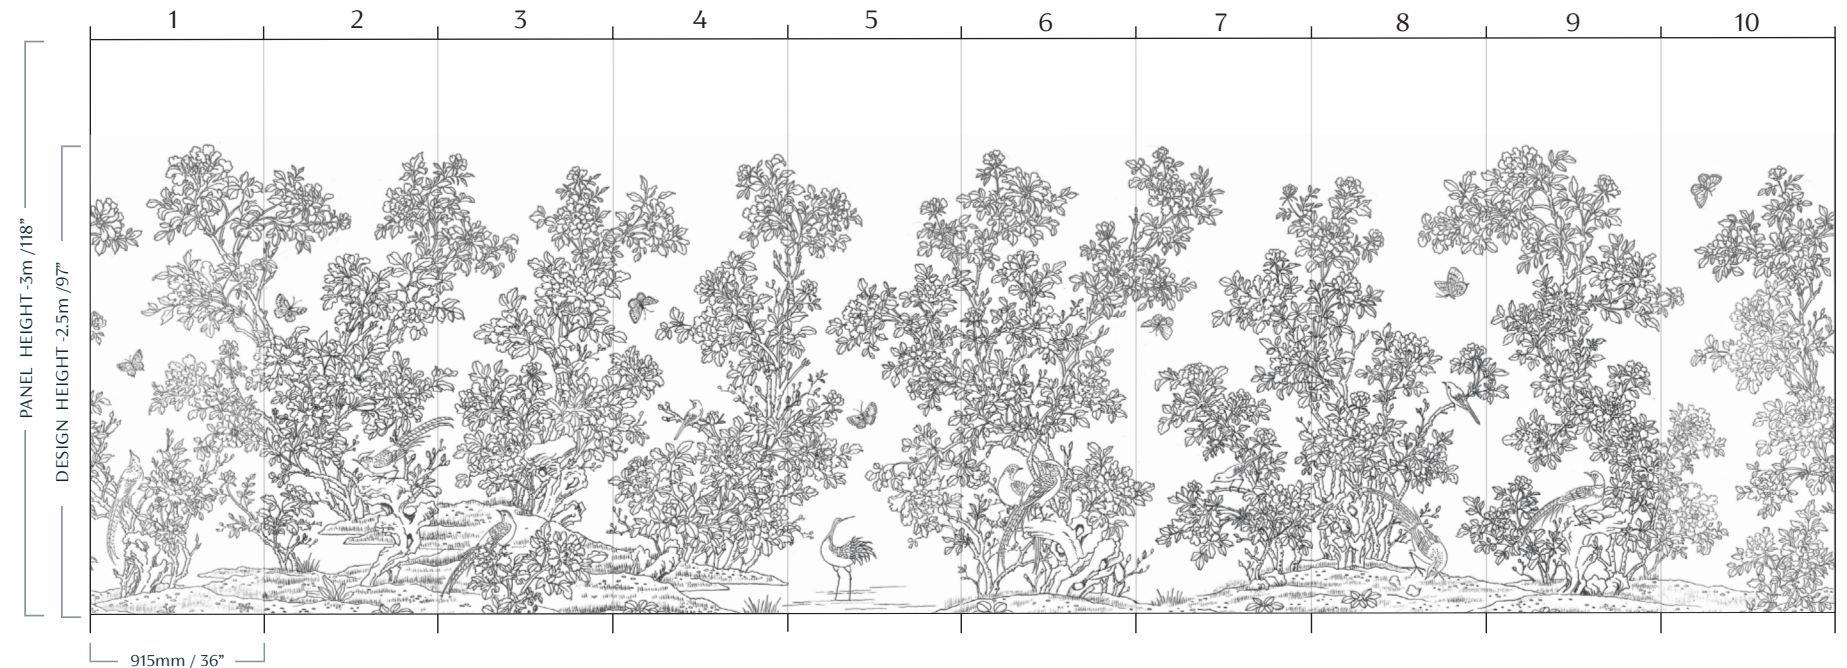 1 2 3 4 5 6 7 8 9 10
PANEL HEIGHT -3m /118”
DESIGN HEIGHT -2.5m /97”
915mm / 36”